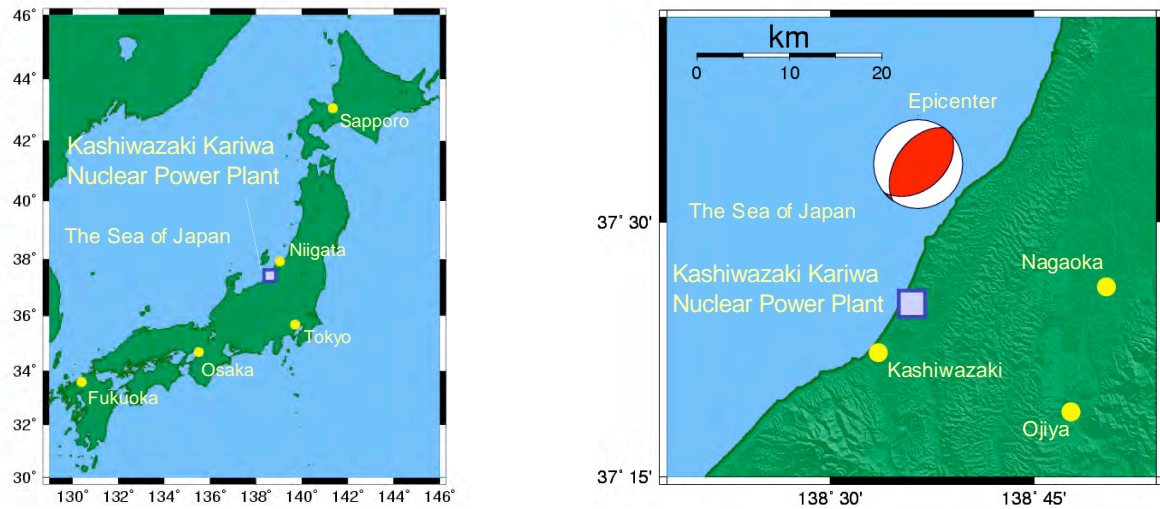 46°
44°
42°
40°
38°
36°
34°
32°
30°
130° 132° 134° 136° 138° 140° 142° 144° 146°
Sapporo
Kashiwazaki Kariwa
Nuclear Power Plant
The Sea of Japan
Niigata
Tokyo
Osaka
Fukuoka
km
0 10 20
Epicenter
37° 30'
The Sea of Japan
Nagaoka
Kashiwazaki Kariwa
Nuclear Power Plant
Kashiwazaki
Ojiya
37° 15'
138° 30' 138° 45'